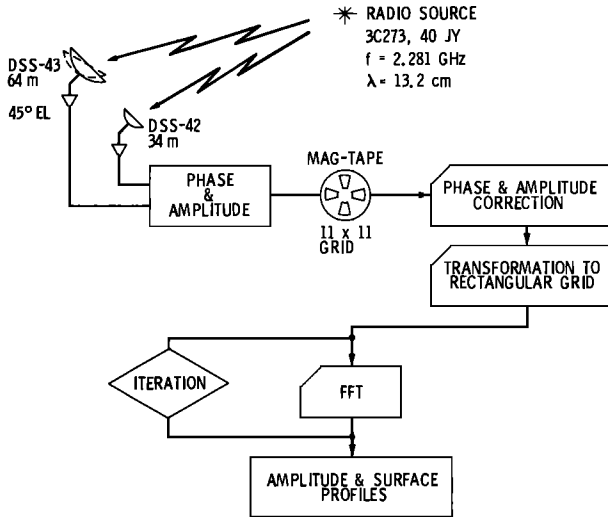 RADIO SOURCE
3C273, 40 JY
f = 2.281 GHz
λ = 13.2 cm
DSS-43
64 m
45° EL
DSS-42
34 m
PHASE
&
AMPLITUDE
MAG-TAPE
11 x 11
GRID
PHASE & AMPLITUDE
CORRECTION
TRANSFORMATION TO
RECTANGULAR GRID
ITERATION
FFT
AMPLITUDE & SURFACE
PROFILES